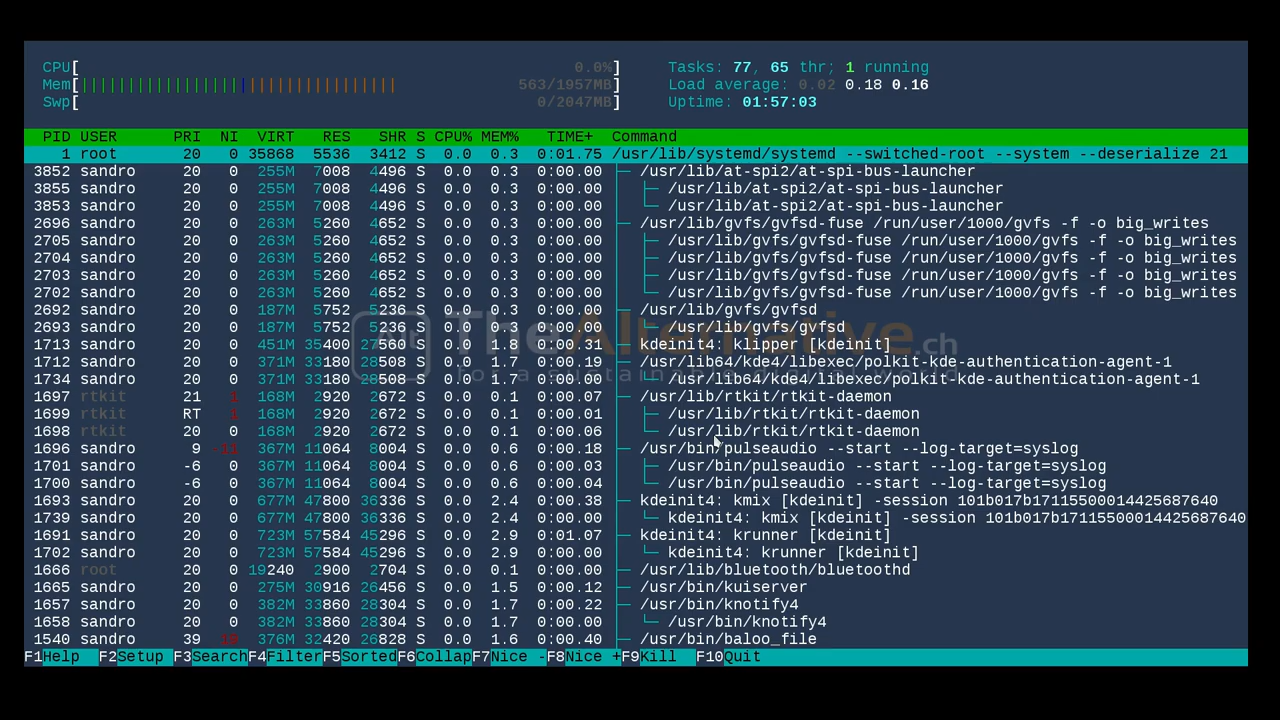 CPU[ 0.0%] Tasks: 77, 65 thr; 1 running
Mem[||||||||||||||||||||||||||||||||||| 563/1957MB] Load average: 0.02 0.18 0.16
Swp[ 0/2047MB] Uptime: 01:57:03
PID USER PRI NI VIRT RES SHR S CPU% MEM% TIME+ Command
1 root 20 0 35868 5536 3412 S 0.0 0.3 0:01.75 /usr/lib/systemd/systemd --switched-root --system --deserialize 21
3852 sandro 20 0 255M 7008 4496 S 0.0 0.3 0:00.00 ├─ /usr/lib/at-spi2/at-spi-bus-launcher
3855 sandro 20 0 255M 7008 4496 S 0.0 0.3 0:00.00 │ ├─ /usr/lib/at-spi2/at-spi-bus-launcher
3853 sandro 20 0 255M 7008 4496 S 0.0 0.3 0:00.00 │ └─ /usr/lib/at-spi2/at-spi-bus-launcher
2696 sandro 20 0 263M 5260 4652 S 0.0 0.3 0:00.00 ├─ /usr/lib/gvfs/gvfsd-fuse /run/user/1000/gvfs -f -o big_writes
2705 sandro 20 0 263M 5260 4652 S 0.0 0.3 0:00.00 │ ├─ /usr/lib/gvfs/gvfsd-fuse /run/user/1000/gvfs -f -o big_writes
2704 sandro 20 0 263M 5260 4652 S 0.0 0.3 0:00.00 │ ├─ /usr/lib/gvfs/gvfsd-fuse /run/user/1000/gvfs -f -o big_writes
2703 sandro 20 0 263M 5260 4652 S 0.0 0.3 0:00.00 │ ├─ /usr/lib/gvfs/gvfsd-fuse /run/user/1000/gvfs -f -o big_writes
2702 sandro 20 0 263M 5260 4652 S 0.0 0.3 0:00.00 │ └─ /usr/lib/gvfs/gvfsd-fuse /run/user/1000/gvfs -f -o big_writes
2692 sandro 20 0 187M 5752 5236 S 0.0 0.3 0:00.00 ├─ /usr/lib/gvfs/gvfsd
2693 sandro 20 0 187M 5752 5236 S 0.0 0.3 0:00.00 │ └─ /usr/lib/gvfs/gvfsd
TheAlternative.ch
for a sustainable digital world
1713 sandro 20 0 451M 35400 S 0.0 1.8 0:00.31 ├─ kdeinit4: klipper [kdeinit]
1712 sandro 20 0 371M 33180 28508 S 0.0 1.7 0:00.19 ├─ /usr/lib64/kde4/libexec/polkit-kde-authentication-agent-1
1734 sandro 20 0 371M 33180 28508 S 0.0 1.7 0:00.00 │ └─ /usr/lib64/kde4/libexec/polkit-kde-authentication-agent-1
1697 rtkit 21 1 168M 2920 2672 S 0.0 0.1 0:00.07 ├─ /usr/lib/rtkit/rtkit-daemon
1699 rtkit RT 1 168M 2920 2672 S 0.0 0.1 0:00.01 │ ├─ /usr/lib/rtkit/rtkit-daemon
1698 rtkit 20 0 168M 2920 2672 S 0.0 0.1 0:00.06 │ └─ /usr/lib/rtkit/rtkit-daemon
1696 sandro 9 -11 367M 11064 8004 S 0.0 0.6 0:00.18 ├─ /usr/bin/pulseaudio --start --log-target=syslog
1701 sandro -6 0 367M 11064 8004 S 0.0 0.6 0:00.03 │ ├─ /usr/bin/pulseaudio --start --log-target=syslog
1700 sandro -6 0 367M 11064 8004 S 0.0 0.6 0:00.04 │ └─ /usr/bin/pulseaudio --start --log-target=syslog
1693 sandro 20 0 677M 47800 36336 S 0.0 2.4 0:00.38 ├─ kdeinit4: kmix [kdeinit] -session 101b017b17115500014425687640
1739 sandro 20 0 677M 47800 36336 S 0.0 2.4 0:00.00 │ └─ kdeinit4: kmix [kdeinit] -session 101b017b17115500014425687640
1691 sandro 20 0 723M 57584 45296 S 0.0 2.9 0:01.07 ├─ kdeinit4: krunner [kdeinit]
1702 sandro 20 0 723M 57584 45296 S 0.0 2.9 0:00.00 │ └─ kdeinit4: krunner [kdeinit]
1666 root 20 0 19240 2900 2704 S 0.0 0.1 0:00.00 ├─ /usr/lib/bluetooth/bluetoothd
1665 sandro 20 0 275M 30916 26456 S 0.0 1.5 0:00.12 ├─ /usr/bin/kuiserver
1657 sandro 20 0 382M 33860 28304 S 0.0 1.7 0:00.22 ├─ /usr/bin/knotify4
1658 sandro 20 0 382M 33860 28304 S 0.0 1.7 0:00.00 │ └─ /usr/bin/knotify4
1540 sandro 39 19 376M 32420 26828 S 0.0 1.6 0:00.40 ├─ /usr/bin/baloo_file
F1Help F2Setup F3SearchF4FilterF5SortedF6CollapF7Nice -F8Nice +F9Kill F10Quit